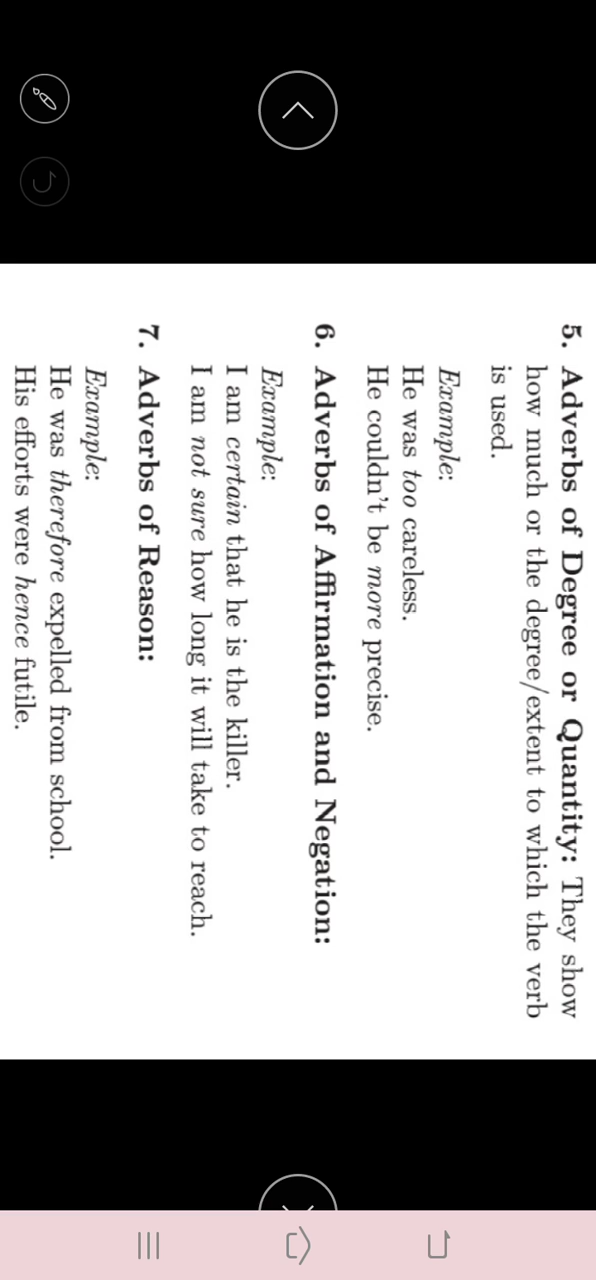 5. Adverbs of Degree or Quantity: They show
how much or the degree/extent to which the verb
is used.
Example:
He was too careless.
He couldn't be more precise.
6. Adverbs of Affirmation and Negation:
Example:
I am certain that he is the killer.
I am not sure how long it will take to reach.
7. Adverbs of Reason:
Example:
He was therefore expelled from school.
His efforts were hence futile.